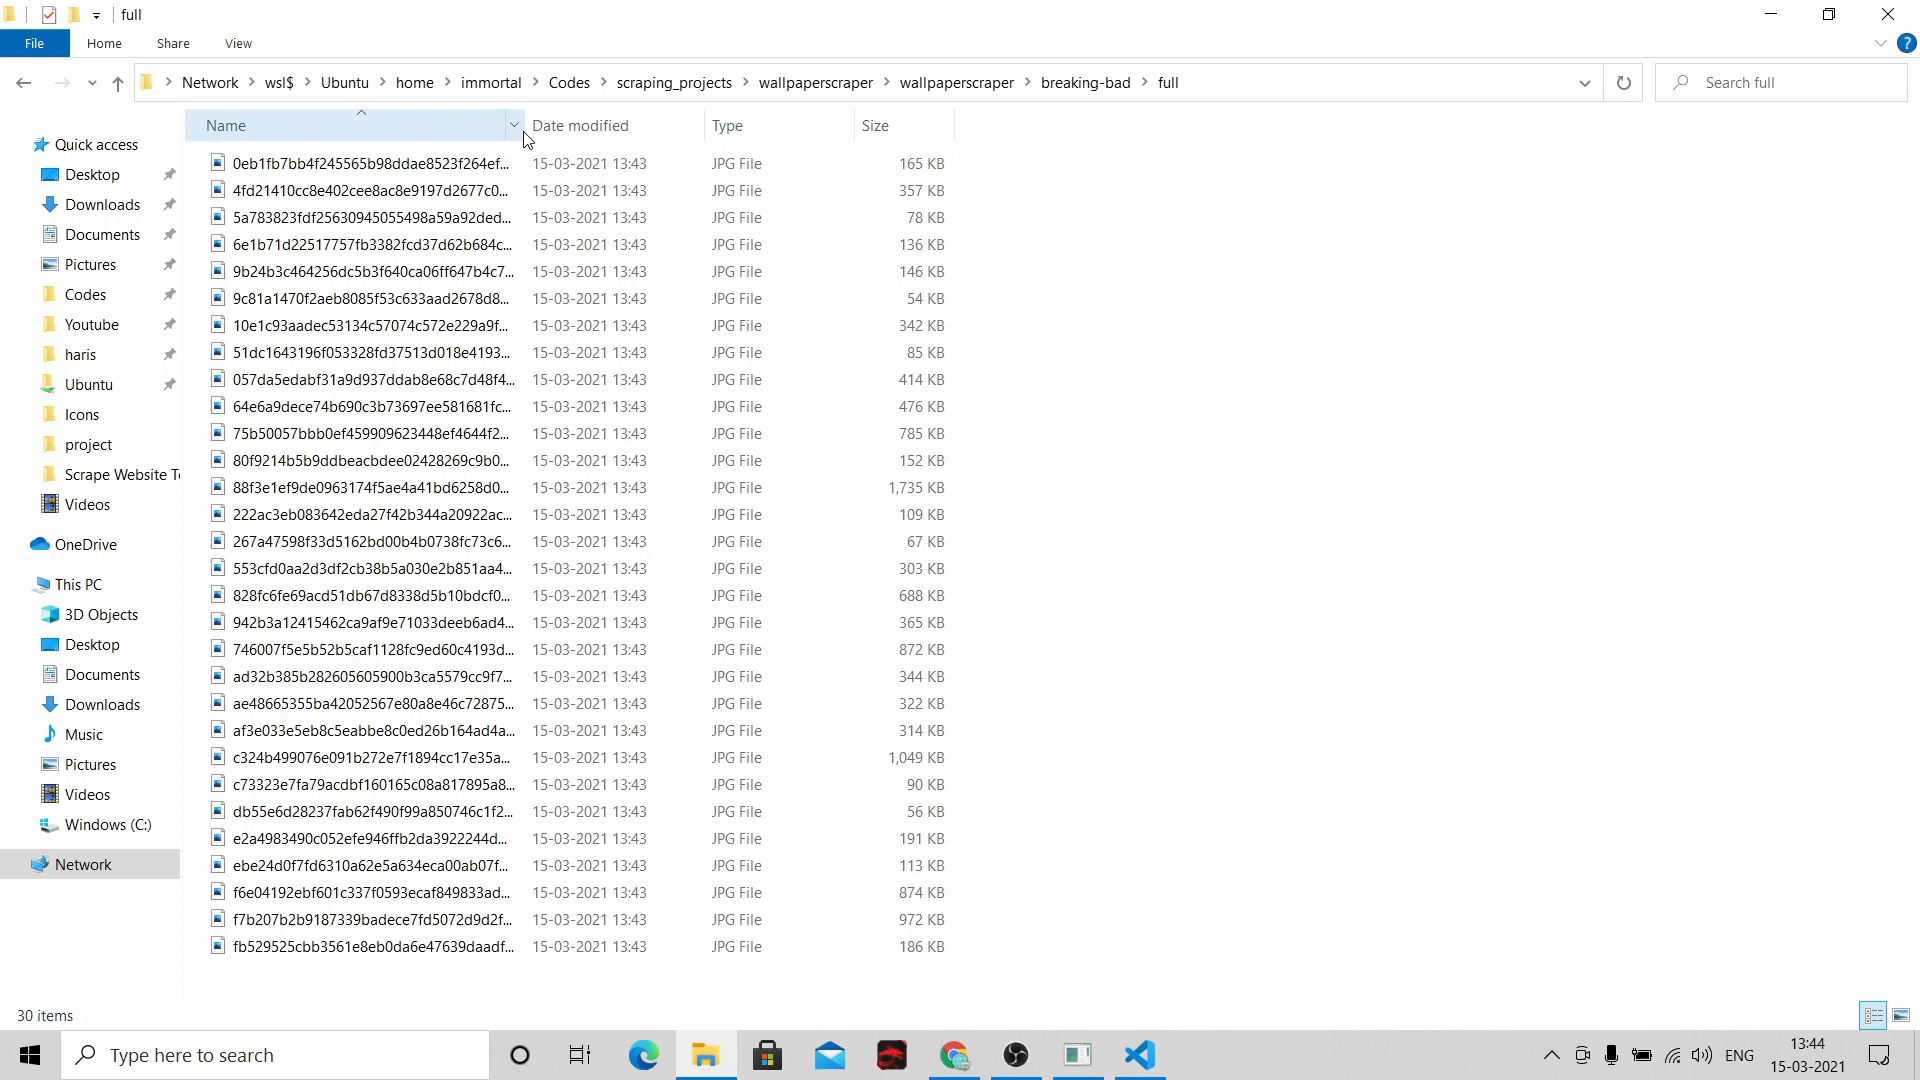 full
File Home Share View
Network wsl$ Ubuntu home immortal Codes scraping_projects wallpaperscraper wallpaperscraper breaking-bad full
Search full
Name Date modified Type Size
Quick access
Desktop
Downloads
Documents
Pictures
Codes
Youtube
haris
Ubuntu
Icons
project
Scrape Website T
Videos
OneDrive
This PC
3D Objects
Desktop
Documents
Downloads
Music
Pictures
Videos
Windows (C:)
Network
0eb1fb7bb4f245565b98ddae8523f264ef... 15-03-2021 13:43 JPG File 165 KB
4fd21410cc8e402cee8ac8e9197d2677c0... 15-03-2021 13:43 JPG File 357 KB
5a783823fdf25630945055498a59a92ded... 15-03-2021 13:43 JPG File 78 KB
6e1b71d22517757fb3382fcd37d62b684c... 15-03-2021 13:43 JPG File 136 KB
9b24b3c464256dc5b3f640ca06ff647b4c7... 15-03-2021 13:43 JPG File 146 KB
9c81a1470f2aeb8085f53c633aad2678d8... 15-03-2021 13:43 JPG File 54 KB
10e1c93aadec53134c57074c572e229a9f... 15-03-2021 13:43 JPG File 342 KB
51dc1643196f053328fd37513d018e4193... 15-03-2021 13:43 JPG File 85 KB
057da5edabf31a9d937ddab8e68c7d48f4... 15-03-2021 13:43 JPG File 414 KB
64e6a9dece74b690c3b73697ee581681fc... 15-03-2021 13:43 JPG File 476 KB
75b50057bbb0ef459909623448ef4644f2... 15-03-2021 13:43 JPG File 785 KB
80f9214b5b9ddbeacbdee02428269c9b0... 15-03-2021 13:43 JPG File 152 KB
88f3e1ef9de0963174f5ae4a41bd6258d0... 15-03-2021 13:43 JPG File 1,735 KB
222ac3eb083642eda27f42b344a20922ac... 15-03-2021 13:43 JPG File 109 KB
267a47598f33d5162bd00b4b0738fc73c6... 15-03-2021 13:43 JPG File 67 KB
553cfd0aa2d3df2cb38b5a030e2b851aa4... 15-03-2021 13:43 JPG File 303 KB
828fc6fe69acd51db67d8338d5b10bdcf0... 15-03-2021 13:43 JPG File 688 KB
942b3a12415462ca9af9e71033deeb6ad4... 15-03-2021 13:43 JPG File 365 KB
746007f5e5b52b5caf1128fc9ed60c4193d... 15-03-2021 13:43 JPG File 872 KB
ad32b385b282605605900b3ca5579cc9f7... 15-03-2021 13:43 JPG File 344 KB
ae48665355ba42052567e80a8e46c72875... 15-03-2021 13:43 JPG File 322 KB
af3e033e5eb8c5eabbe8c0ed26b164ad4a... 15-03-2021 13:43 JPG File 314 KB
c324b499076e091b272e7f1894cc17e35a... 15-03-2021 13:43 JPG File 1,049 KB
c73323e7fa79acdbf160165c08a817895a8... 15-03-2021 13:43 JPG File 90 KB
db55e6d28237fab62f490f99a850746c1f2... 15-03-2021 13:43 JPG File 56 KB
e2a4983490c052efe946ffb2da3922244d... 15-03-2021 13:43 JPG File 191 KB
ebe24d0f7fd6310a62e5a634eca00ab07f... 15-03-2021 13:43 JPG File 113 KB
f6e04192ebf601c337f0593ecaf849833ad... 15-03-2021 13:43 JPG File 874 KB
f7b207b2b9187339badece7fd5072d9d2f... 15-03-2021 13:43 JPG File 972 KB
fb529525cbb3561e8eb0da6e47639daadf... 15-03-2021 13:43 JPG File 186 KB
30 items
Type here to search
ENG
13:44
15-03-2021